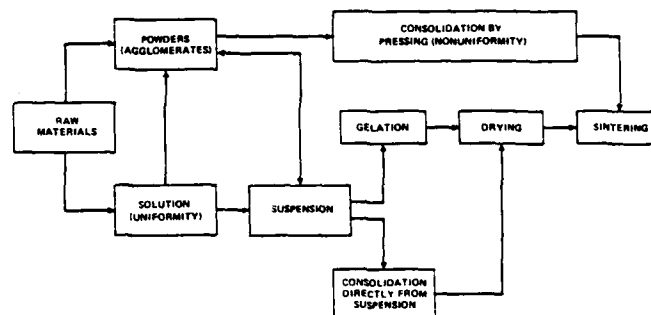 POWDERS
(AGGLOMERATES)
CONSOLIDATION BY
PRESSING (NONUNIFORMITY)
RAW
MATERIALS
GELATION
DRYING
SINTERING
SOLUTION
(UNIFORMITY)
SUSPENSION
CONSOLIDATION
DIRECTLY FROM
SUSPENSION